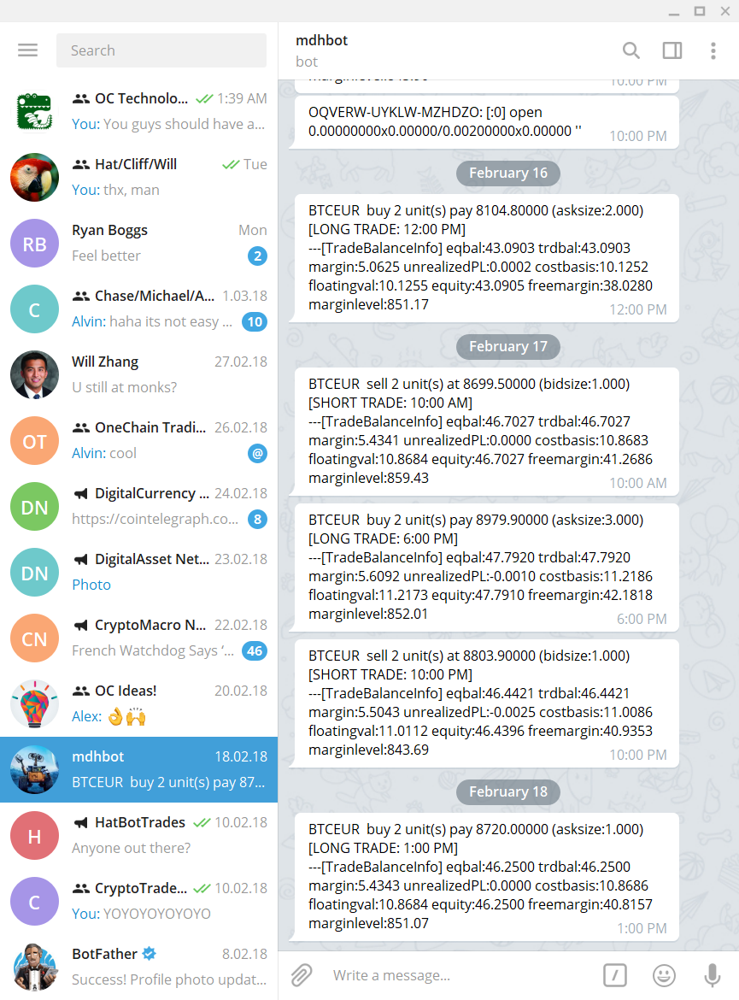 Search
OC Technolo... 1:39 AM
You: You guys should have a...
Hat/Cliff/Will Tue
You: thx, man
RB Ryan Boggs Mon
Feel better 2
C Chase/Michael/A... 1.03.18
Alvin: haha its not easy ... 10
Will Zhang 27.02.18
U still at monks?
OT OneChain Tradi... 26.02.18
Alvin: cool @
DN DigitalCurrency ... 24.02.18
https://cointelegraph.co... 8
DN DigitalAsset Net... 23.02.18
Photo
CN CryptoMacro N... 22.02.18
French Watchdog Says ‘... 46
OC Ideas! 20.02.18
Alex: 👌🙌
mdhbot 18.02.18
BTCEUR  buy 2 unit(s) pay 87...
H HatBotTrades 10.02.18
Anyone out there?
C CryptoTrade... 10.02.18
You: YOYOYOYOYOYO
BotFather 8.02.18
Success! Profile photo updat...
mdhbot
bot
10:00 PM
OQVERW-UYKLW-MZHDZO: [:0] open
0.00000000x0.00000/0.00200000x0.00000 ''
10:00 PM
February 16
BTCEUR  buy 2 unit(s) pay 8104.80000 (asksize:2.000)
[LONG TRADE: 12:00 PM]
---[TradeBalanceInfo] eqbal:43.0903 trdbal:43.0903
margin:5.0625 unrealizedPL:0.0002 costbasis:10.1252
floatingval:10.1255 equity:43.0905 freemargin:38.0280
marginlevel:851.17
12:00 PM
February 17
BTCEUR  sell 2 unit(s) at 8699.50000 (bidsize:1.000)
[SHORT TRADE: 10:00 AM]
---[TradeBalanceInfo] eqbal:46.7027 trdbal:46.7027
margin:5.4341 unrealizedPL:0.0000 costbasis:10.8683
floatingval:10.8684 equity:46.7027 freemargin:41.2686
marginlevel:859.43
10:00 AM
BTCEUR  buy 2 unit(s) pay 8979.90000 (asksize:3.000)
[LONG TRADE: 6:00 PM]
---[TradeBalanceInfo] eqbal:47.7920 trdbal:47.7920
margin:5.6092 unrealizedPL:-0.0010 costbasis:11.2186
floatingval:11.2173 equity:47.7910 freemargin:42.1818
marginlevel:852.01
6:00 PM
BTCEUR  sell 2 unit(s) at 8803.90000 (bidsize:1.000)
[SHORT TRADE: 10:00 PM]
---[TradeBalanceInfo] eqbal:46.4421 trdbal:46.4421
margin:5.5043 unrealizedPL:-0.0025 costbasis:11.0086
floatingval:11.0112 equity:46.4396 freemargin:40.9353
marginlevel:843.69
10:00 PM
February 18
BTCEUR  buy 2 unit(s) pay 8720.00000 (asksize:1.000)
[LONG TRADE: 1:00 PM]
---[TradeBalanceInfo] eqbal:46.2500 trdbal:46.2500
margin:5.4343 unrealizedPL:0.0000 costbasis:10.8686
floatingval:10.8684 equity:46.2500 freemargin:40.8157
marginlevel:851.07
1:00 PM
Write a message...